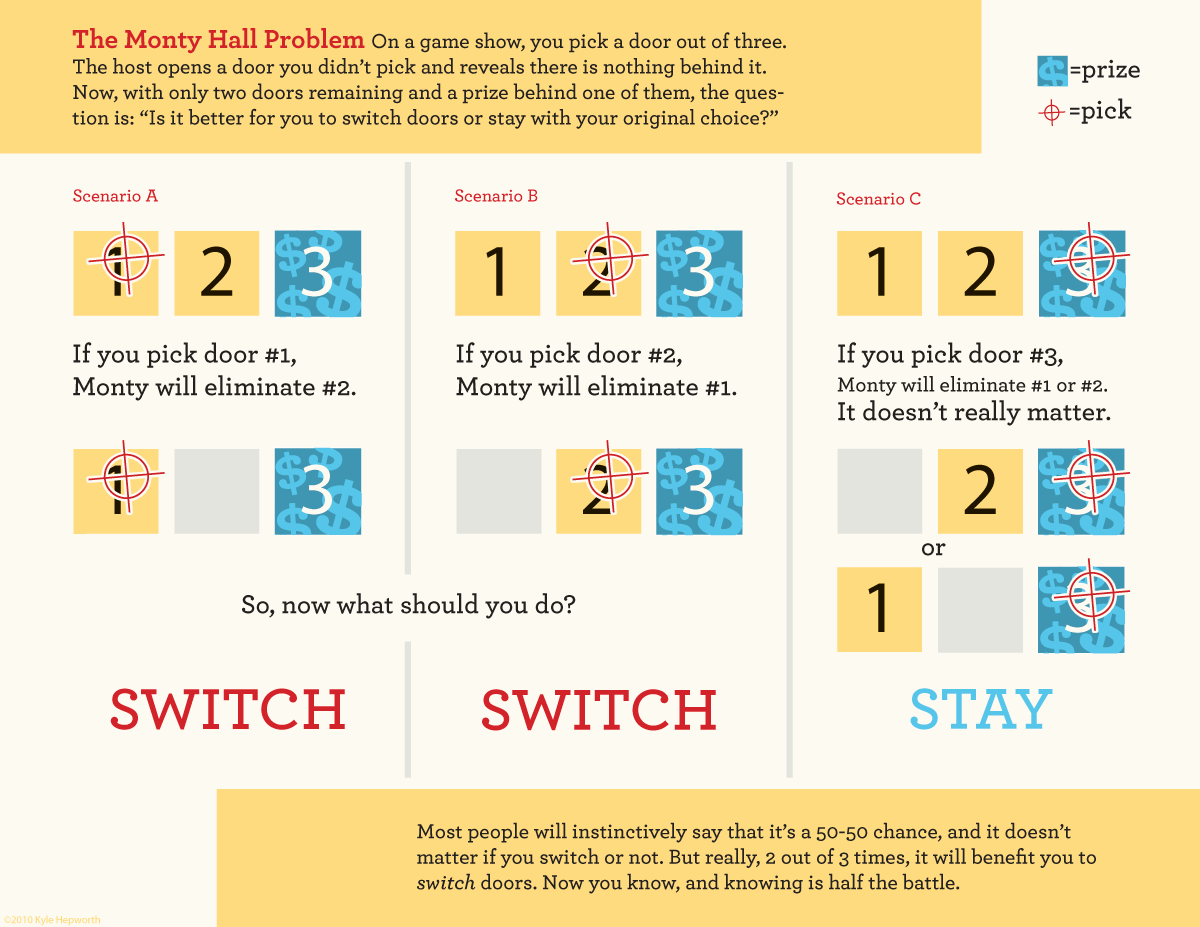 The Monty Hall Problem On a game show, you pick a door out of three.
The host opens a door you didn't pick and reveals there is nothing behind it.
Now, with only two doors remaining and a prize behind one of them, the ques-
tion is: “Is it better for you to switch doors or stay with your original choice?”
$=prize
=pick
Scenario A
1 2 3
If you pick door #1,
Monty will eliminate #2.
1 3
Scenario B
1 2 3
If you pick door #2,
Monty will eliminate #1.
2 3
Scenario C
1 2 3
If you pick door #3,
Monty will eliminate #1 or #2.
It doesn't really matter.
2 3
or
1 3
So, now what should you do?
SWITCH
SWITCH
STAY
Most people will instinctively say that it's a 50-50 chance, and it doesn't
matter if you switch or not. But really, 2 out of 3 times, it will benefit you to
switch doors. Now you know, and knowing is half the battle.
©2010 Kyle Hepworth